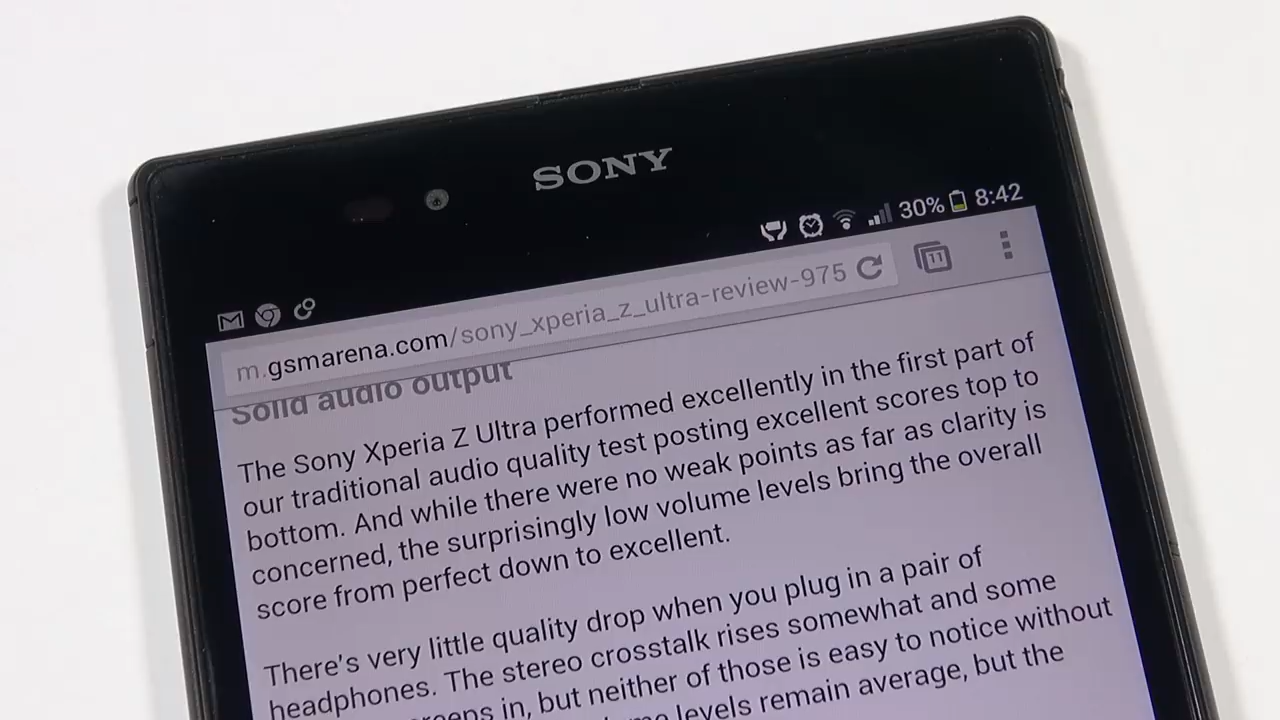 SONY
30% 8:42
m.gsmarena.com/sony_xperia_z_ultra-review-975
11
Solid audio output
The Sony Xperia Z Ultra performed excellently in the first part of
our traditional audio quality test posting excellent scores top to
bottom. And while there were no weak points as far as clarity is
concerned, the surprisingly low volume levels bring the overall
score from perfect down to excellent.
There's very little quality drop when you plug in a pair of
headphones. The stereo crosstalk rises somewhat and some
in, but neither of those is easy to notice without
levels remain average, but the